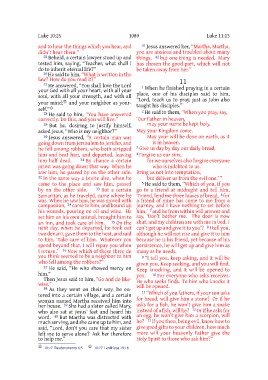 Luke 10:25 1089 Luke 11:13
and to hear the things which you hear, and
didn't hear them."
25 Behold, a certain lawyer stood up and
tested him, saying, "Teacher, what shall I
do to inherit eternal life?"
26 He said to him, "What is written in the
law? How do you read it?"
27 He answered, "You shall love the Lord
your God with all your heart, with all your
soul, with all your strength, and with all
your mind; and your neighbor as your-
self."
28 He said to him, "You have answered
correctly. Do this, and you will live."
29 But he, desiring to justify himself,
asked Jesus, "Who is my neighbor?"
30 Jesus answered, "A certain man was
going down from Jerusalem to Jericho, and
he fell among robbers, who both stripped
him and beat him, and departed, leaving
him half dead. 31 By chance a certain
priest was going down that way. When he
saw him, he passed by on the other side.
32 In the same way a Levite also, when he
came to the place and saw him, passed
by on the other side. 33 But a certain
Samaritan, as he traveled, came where he
was. When he saw him, he was moved with
compassion, 34 came to him, and bound up
his wounds, pouring on oil and wine. He
set him on his own animal, brought him to
an inn, and took care of him. 35 On the
next day, when he departed, he took out
two denarii, gave them to the host, and said
to him, 'Take care of him. Whatever you
spend beyond that, I will repay you when
I return.' 36 Now which of these three do
you think seemed to be a neighbor to him
who fell among the robbers?"
37 He said, "He who showed mercy on
him."
Then Jesus said to him, "Go and do like-
wise."
38 As they went on their way, he en-
tered into a certain village, and a certain
woman named Martha received him into
her house. 39 She had a sister called Mary,
who also sat at Jesus' feet and heard his
word. 40 But Martha was distracted with
much serving, and she came up to him, and
said, "Lord, don't you care that my sister
left me to serve alone? Ask her therefore
to help me."
41 Jesus answered her, "Martha, Martha,
you are anxious and troubled about many
things, 42 but one thing is needed. Mary
has chosen the good part, which will not
be taken away from her."
11
1 When he finished praying in a certain
place, one of his disciples said to him,
"Lord, teach us to pray, just as John also
taught his disciples."
2 He said to them, "When you pray, say,
'Our Father in heaven,
may your name be kept holy.
May your Kingdom come.
May your will be done on earth, as it
is in heaven.
3 Give us day by day our daily bread.
4 Forgive us our sins,
for we ourselves also forgive everyone
who is indebted to us.
Bring us not into temptation,
but deliver us from the evil one.'"
5 He said to them, "Which of you, if you
go to a friend at midnight, and tell him,
'Friend, lend me three loaves of bread, 6 for
a friend of mine has come to me from a
journey, and I have nothing to set before
him,' 7 and he from within will answer and
say, 'Don't bother me. The door is now
shut, and my children are with me in bed. I
can't get up and give it to you'? 8 I tell you,
although he will not rise and give it to him
because he is his friend, yet because of his
persistence, he will get up and give him as
many as he needs.
9 "I tell you, keep asking, and it will be
given you. Keep seeking, and you will find.
Keep knocking, and it will be opened to
you. 10 For everyone who asks receives.
He who seeks finds. To him who knocks it
will be opened.
11 "Which of you fathers, if your son asks
for bread, will give him a stone? Or if he
asks for a fish, he won't give him a snake
instead of a fish, will he? 12 Or if he asks for
an egg, he won't give him a scorpion, will
he? 13 If you then, being evil, know how to
give good gifts to your children, how much
more will your heavenly Father give the
Holy Spirit to those who ask him?"